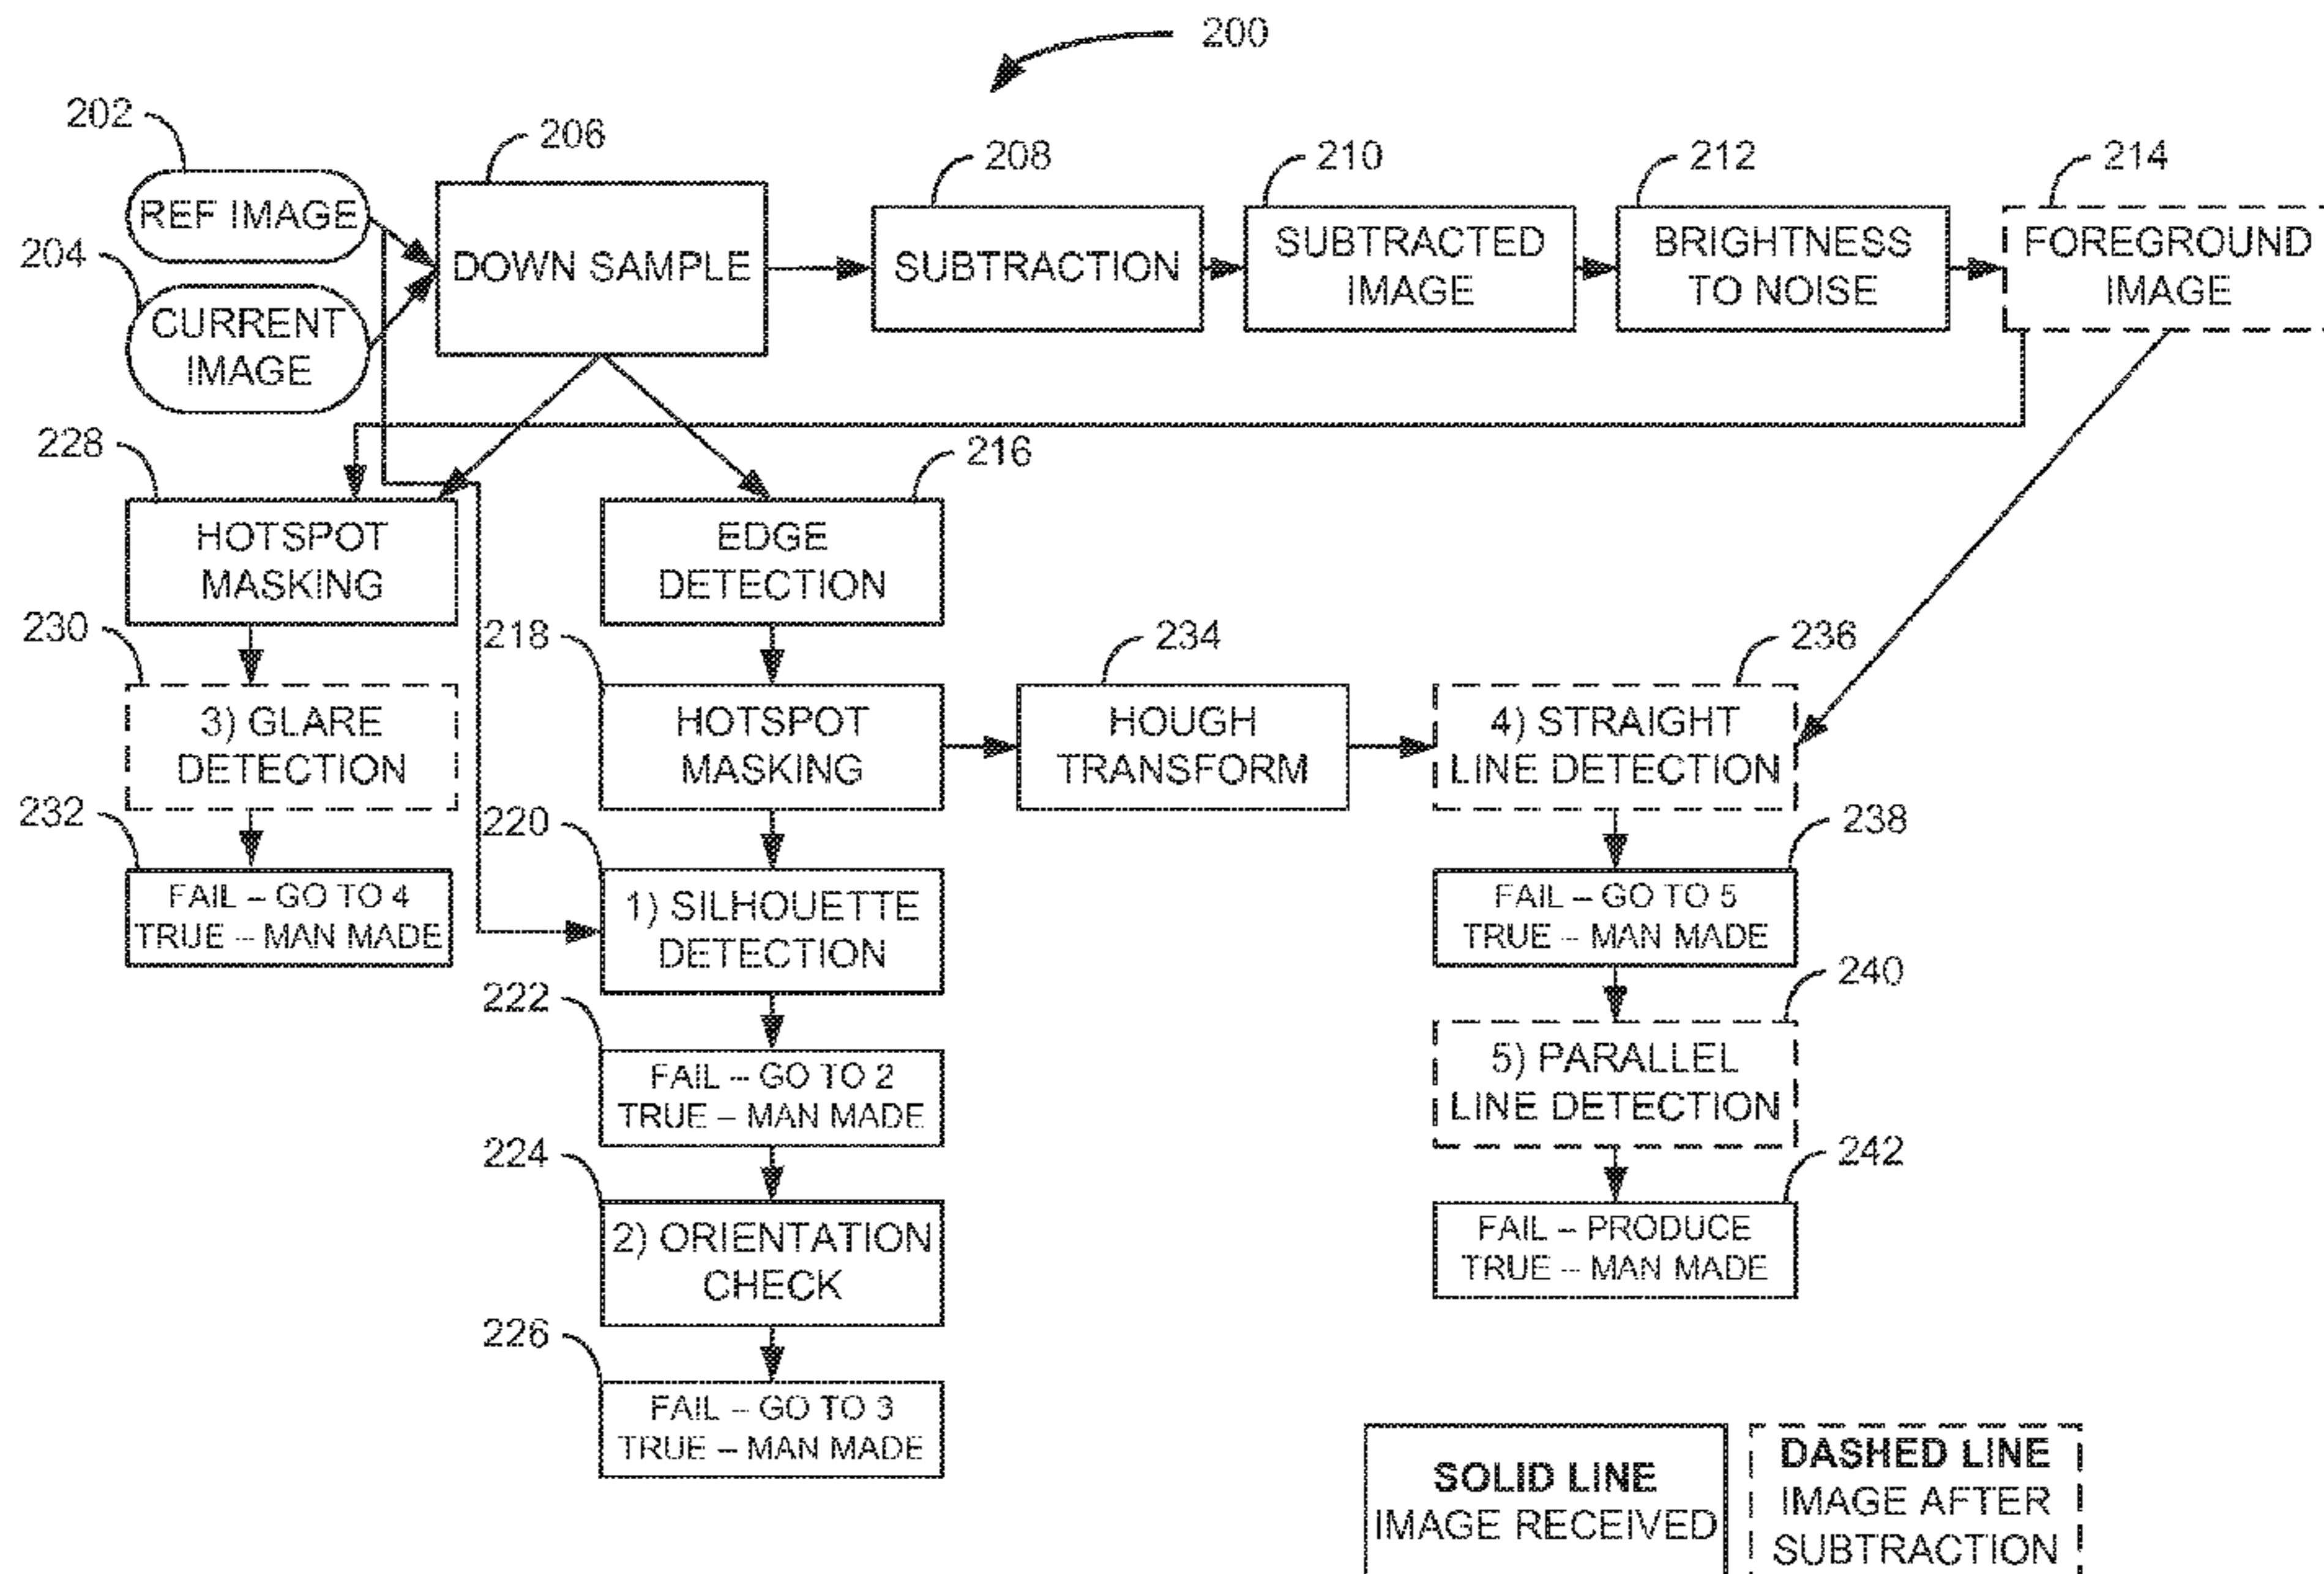 200
202
206
208
210
212
214
REF IMAGE
204
CURRENT
IMAGE
DOWN SAMPLE
SUBTRACTION
SUBTRACTED
IMAGE
BRIGHTNESS
TO NOISE
FOREGROUND
IMAGE
228
216
HOTSPOT
MASKING
EDGE
DETECTION
230
218
234
236
3) GLARE
DETECTION
HOTSPOT
MASKING
HOUGH
TRANSFORM
4) STRAIGHT
LINE DETECTION
232
220
238
FAIL – GO TO 4
TRUE – MAN MADE
1) SILHOUETTE
DETECTION
FAIL – GO TO 5
TRUE – MAN MADE
222
240
FAIL – GO TO 2
TRUE – MAN MADE
5) PARALLEL
LINE DETECTION
224
242
2) ORIENTATION
CHECK
FAIL – PRODUCE
TRUE – MAN MADE
226
FAIL – GO TO 3
TRUE – MAN MADE
SOLID LINE
IMAGE RECEIVED
DASHED LINE
IMAGE AFTER
SUBTRACTION